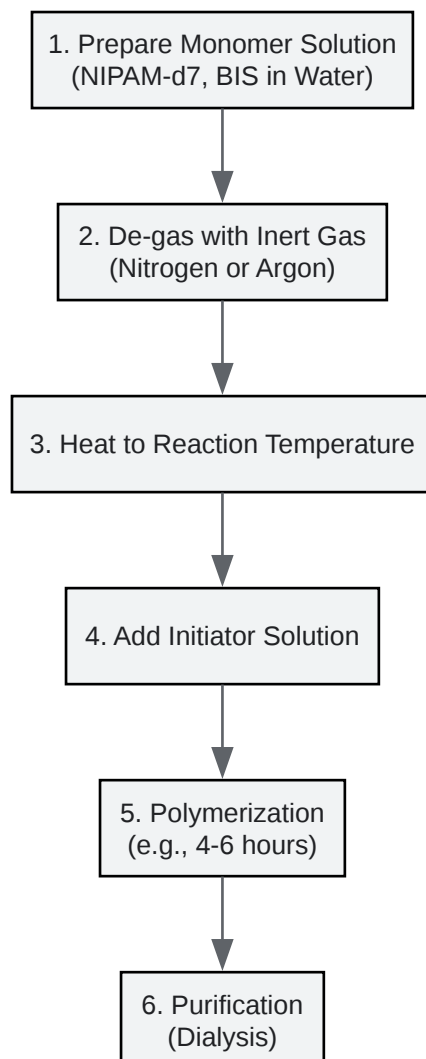 1. Prepare Monomer Solution
(NIPAM-d7, BIS in Water)
2. De-gas with Inert Gas
(Nitrogen or Argon)
3. Heat to Reaction Temperature
4. Add Initiator Solution
5. Polymerization
(e.g., 4-6 hours)
6. Purification
(Dialysis)